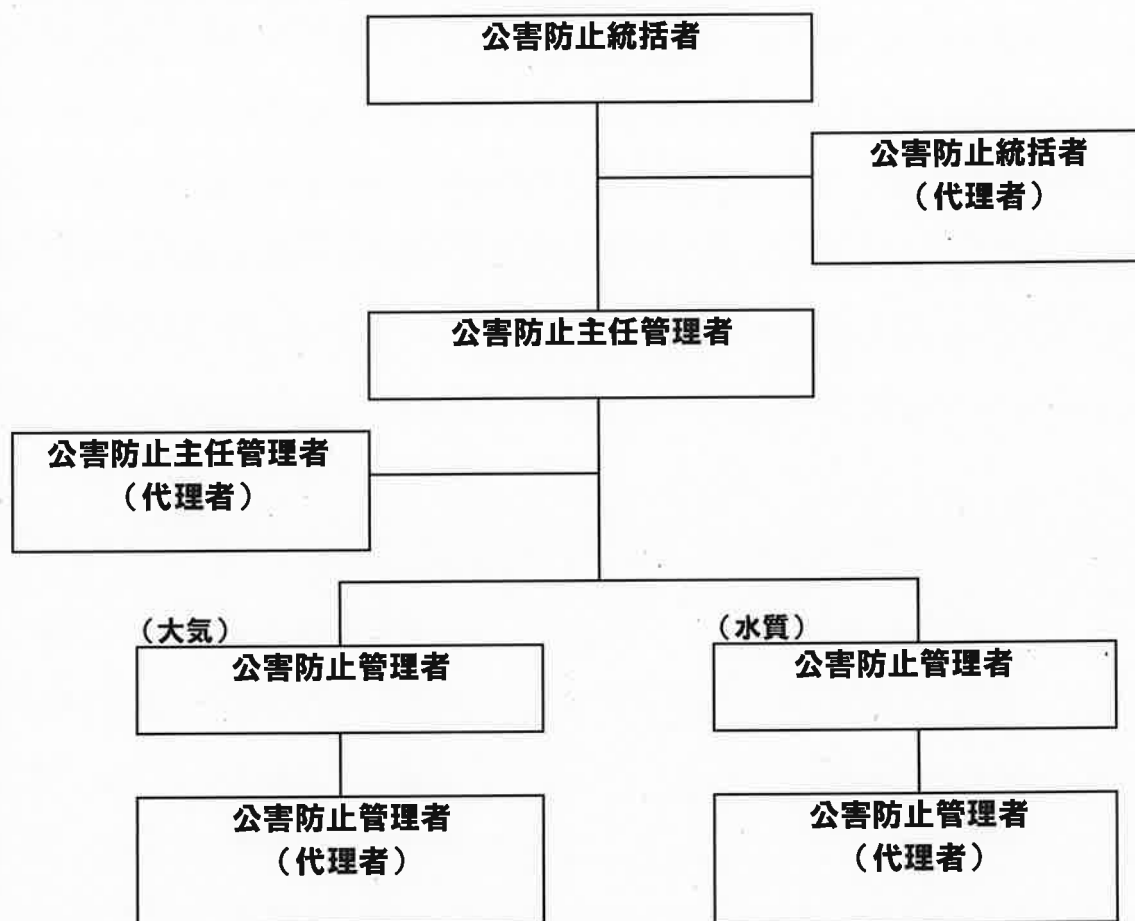 公害防止統括者
公害防止統括者
（代理者）
公害防止主任管理者
公害防止主任管理者
（代理者）
（大気）
公害防止管理者
（水質）
公害防止管理者
公害防止管理者
（代理者）
公害防止管理者
（代理者）